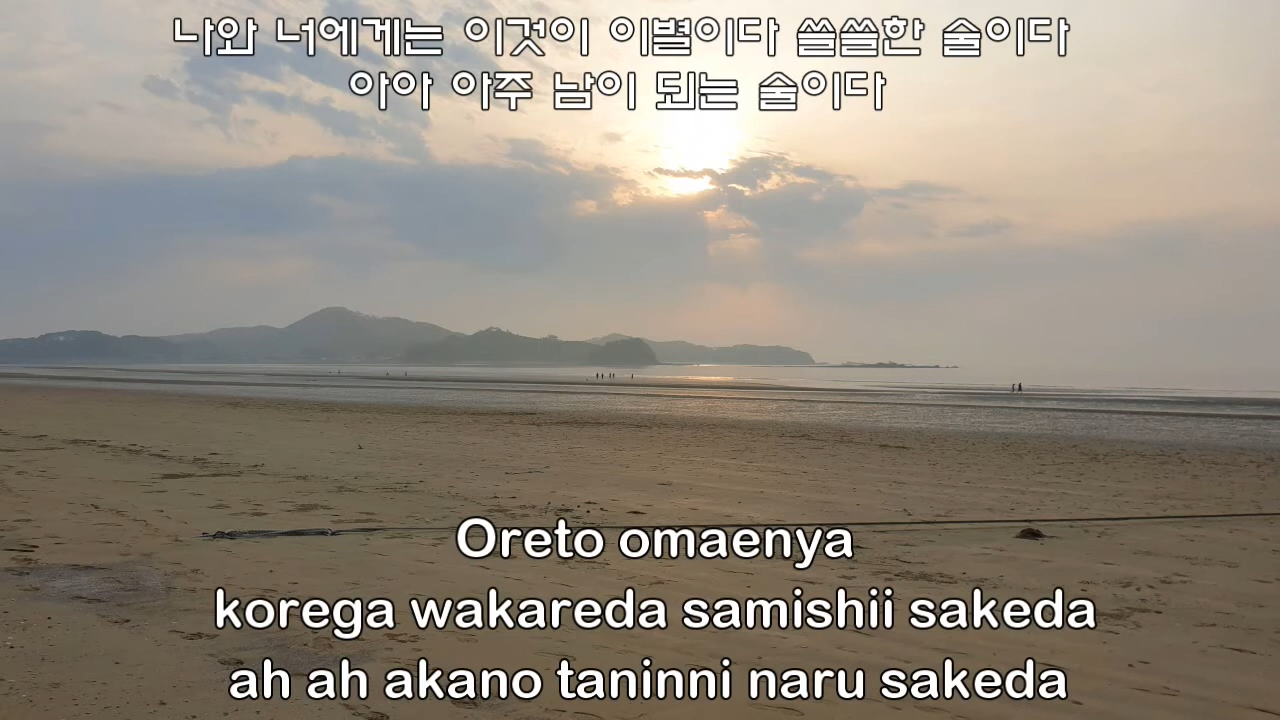 나와 너에게는 이것이 이별이다 쓸쓸한 술이다
아아 아주 남이 되는 술이다
Oreto omaenya
korega wakareda samishii sakeda
ah ah akano taninni naru sakeda